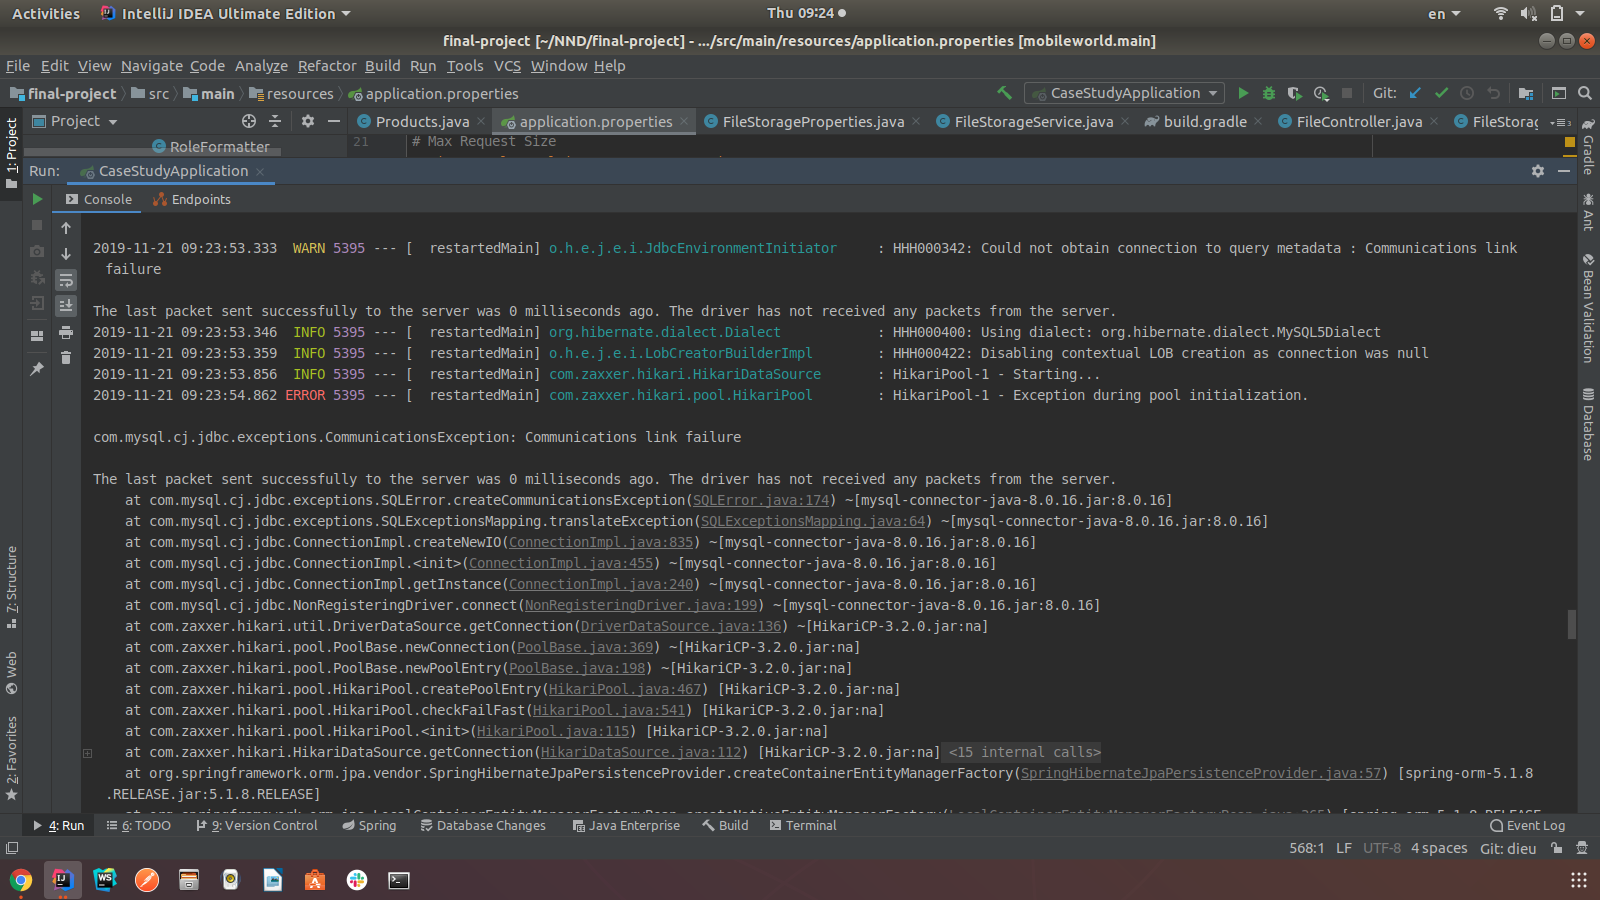 Activities IntelliJ IDEA Ultimate Edition Thu 09:24 en
final-project [~/NND/final-project] - .../src/main/resources/application.properties [mobileworld.main]
File Edit View Navigate Code Analyze Refactor Build Run Tools VCS Window Help
final-project src main resources application.properties CaseStudyApplication Git:
1: Project Project Products.java application.properties FileStorageProperties.java FileStorageService.java build.gradle FileController.java FileStorag 3
RoleFormatter 21 # Max Request Size
Run: CaseStudyApplication
Console Endpoints
2019-11-21 09:23:53.333 WARN 5395 --- [ restartedMain] o.h.e.j.e.i.JdbcEnvironmentInitiator : HHH000342: Could not obtain connection to query metadata : Communications link
failure
The last packet sent successfully to the server was 0 milliseconds ago. The driver has not received any packets from the server.
2019-11-21 09:23:53.346 INFO 5395 --- [ restartedMain] org.hibernate.dialect.Dialect : HHH000400: Using dialect: org.hibernate.dialect.MySQL5Dialect
2019-11-21 09:23:53.359 INFO 5395 --- [ restartedMain] o.h.e.j.e.i.LobCreatorBuilderImpl : HHH000422: Disabling contextual LOB creation as connection was null
2019-11-21 09:23:53.856 INFO 5395 --- [ restartedMain] com.zaxxer.hikari.HikariDataSource : HikariPool-1 - Starting...
2019-11-21 09:23:54.862 ERROR 5395 --- [ restartedMain] com.zaxxer.hikari.pool.HikariPool : HikariPool-1 - Exception during pool initialization.
com.mysql.cj.jdbc.exceptions.CommunicationsException: Communications link failure
The last packet sent successfully to the server was 0 milliseconds ago. The driver has not received any packets from the server.
at com.mysql.cj.jdbc.exceptions.SQLError.createCommunicationsException(SQLError.java:174) ~[mysql-connector-java-8.0.16.jar:8.0.16]
at com.mysql.cj.jdbc.exceptions.SQLExceptionsMapping.translateException(SQLExceptionsMapping.java:64) ~[mysql-connector-java-8.0.16.jar:8.0.16]
at com.mysql.cj.jdbc.ConnectionImpl.createNewIO(ConnectionImpl.java:835) ~[mysql-connector-java-8.0.16.jar:8.0.16]
at com.mysql.cj.jdbc.ConnectionImpl.<init>(ConnectionImpl.java:455) ~[mysql-connector-java-8.0.16.jar:8.0.16]
at com.mysql.cj.jdbc.ConnectionImpl.getInstance(ConnectionImpl.java:240) ~[mysql-connector-java-8.0.16.jar:8.0.16]
at com.mysql.cj.jdbc.NonRegisteringDriver.connect(NonRegisteringDriver.java:199) ~[mysql-connector-java-8.0.16.jar:8.0.16]
at com.zaxxer.hikari.util.DriverDataSource.getConnection(DriverDataSource.java:136) ~[HikariCP-3.2.0.jar:na]
at com.zaxxer.hikari.pool.PoolBase.newConnection(PoolBase.java:369) ~[HikariCP-3.2.0.jar:na]
at com.zaxxer.hikari.pool.PoolBase.newPoolEntry(PoolBase.java:198) ~[HikariCP-3.2.0.jar:na]
at com.zaxxer.hikari.pool.HikariPool.createPoolEntry(HikariPool.java:467) [HikariCP-3.2.0.jar:na]
at com.zaxxer.hikari.pool.HikariPool.checkFailFast(HikariPool.java:541) [HikariCP-3.2.0.jar:na]
at com.zaxxer.hikari.pool.HikariPool.<init>(HikariPool.java:115) [HikariCP-3.2.0.jar:na]
at com.zaxxer.hikari.HikariDataSource.getConnection(HikariDataSource.java:112) [HikariCP-3.2.0.jar:na] <15 internal calls>
at org.springframework.orm.jpa.vendor.SpringHibernateJpaPersistenceProvider.createContainerEntityManagerFactory(SpringHibernateJpaPersistenceProvider.java:57) [spring-orm-5.1.8
.RELEASE.jar:5.1.8.RELEASE]
7: Structure
Web
2: Favorites
Gradle
Ant
Bean Validation
Database
4: Run 6: TODO 9: Version Control Spring Database Changes Java Enterprise Build Terminal Event Log
568:1 LF UTF-8 4 spaces Git: dieu